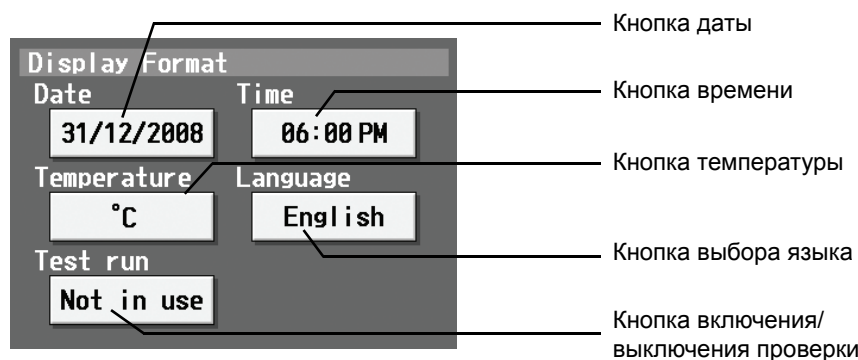 Кнопка даты
Display Format
Date
Time
Кнопка времени
31/12/2008
06:00 PM
Temperature
Language
Кнопка температуры
°C
English
Test run
Кнопка выбора языка
Not in use
Кнопка включения/
выключения проверки